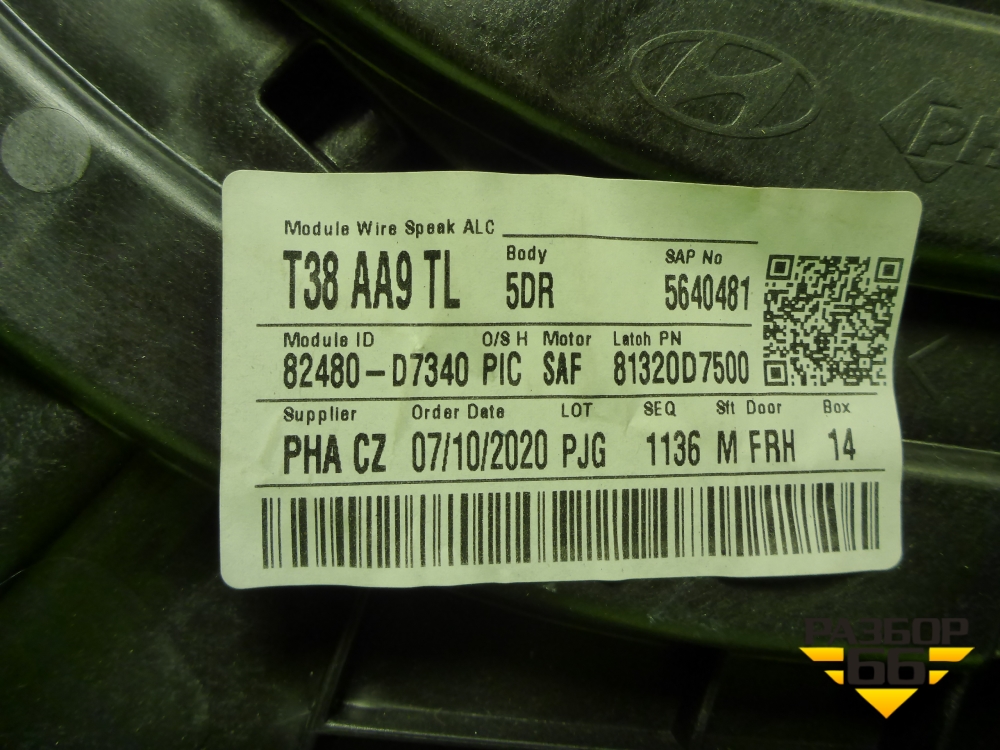 PH
Module Wire Speak ALC
T38 AA9 TL
Body
5DR
SAP No
5640481
Module ID O/S H Motor Latch PN
82480-D7340 PIC SAF 81320D7500
Supplier Order Date LOT SEQ Sft Door Box
PHA CZ 07/10/2020 PJG 1136 M FRH 14
РАЗБОР
66